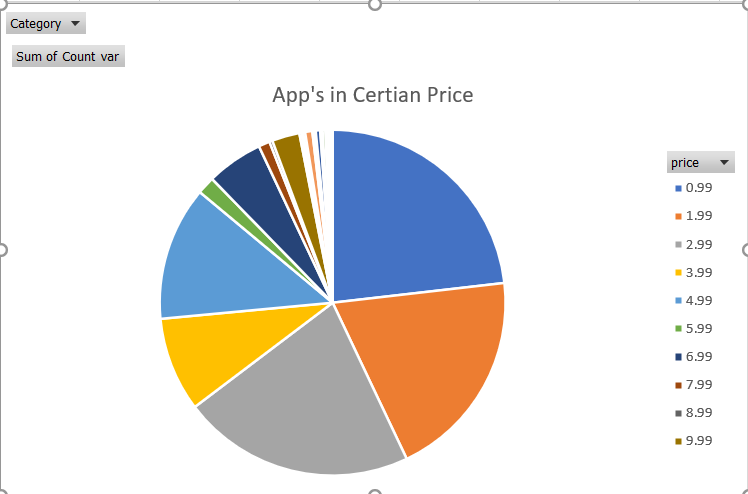 Category
Sum of Count var
App's in Certian Price
price
0.99
1.99
2.99
3.99
4.99
5.99
6.99
7.99
8.99
9.99